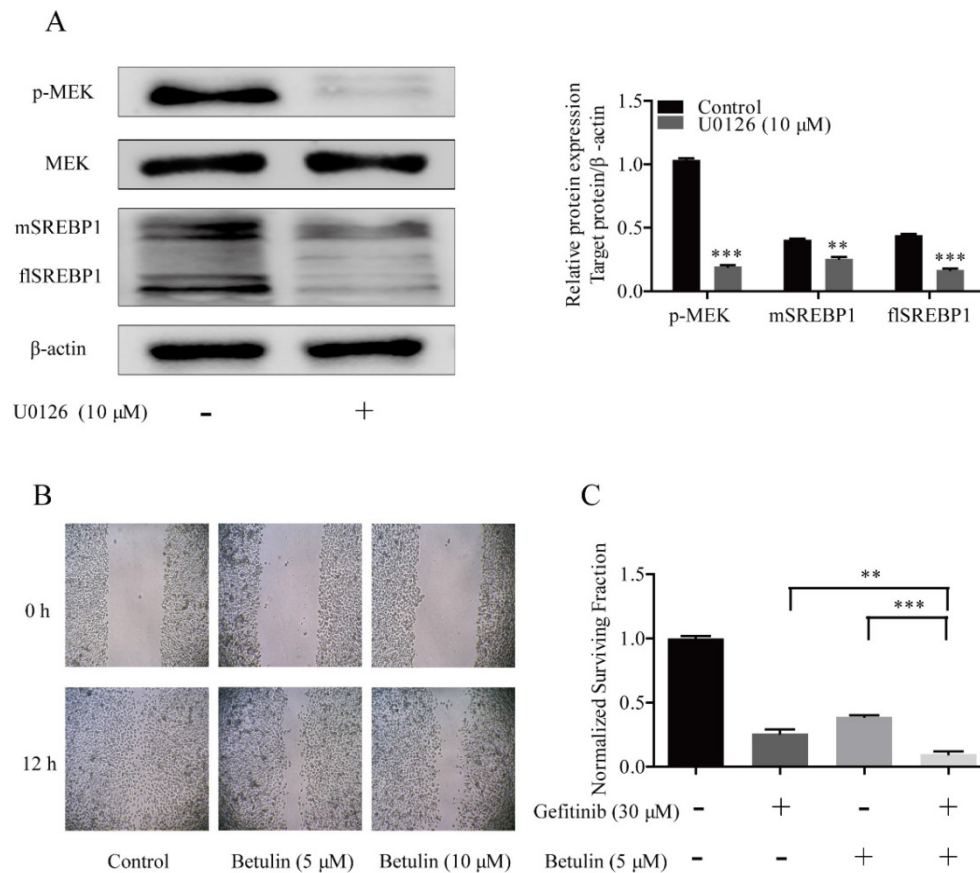 A
p-MEK
MEK
mSREBP1
flSREBP1
β-actin
U0126 (10 μM) - +
Relative protein expression
Target protein/β -actin
1.5
1.0
0.5
0.0
Control
U0126 (10 μM)
*** ** ***
p-MEK mSREBP1 flSREBP1
B
0 h
12 h
Control Betulin (5 μM) Betulin (10 μM)
C
Normalized Surviving Fraction
1.5
1.0
0.5
0.0
**
***
Gefitinib (30 μM) - + - +
Betulin (5 μM) - - + +